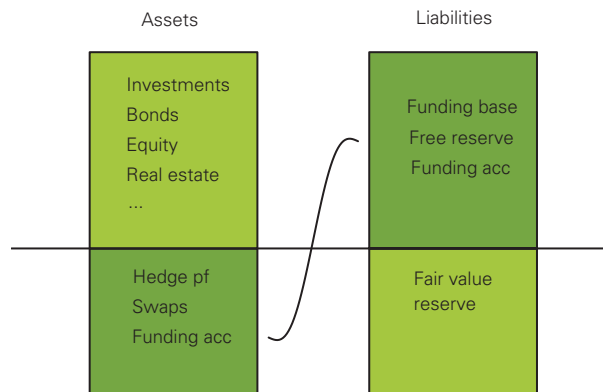 Assets
Liabilities
Investments
Bonds
Equity
Real estate
...
Funding base
Free reserve
Funding acc
Hedge pf
Swaps
Funding acc
Fair value
reserve